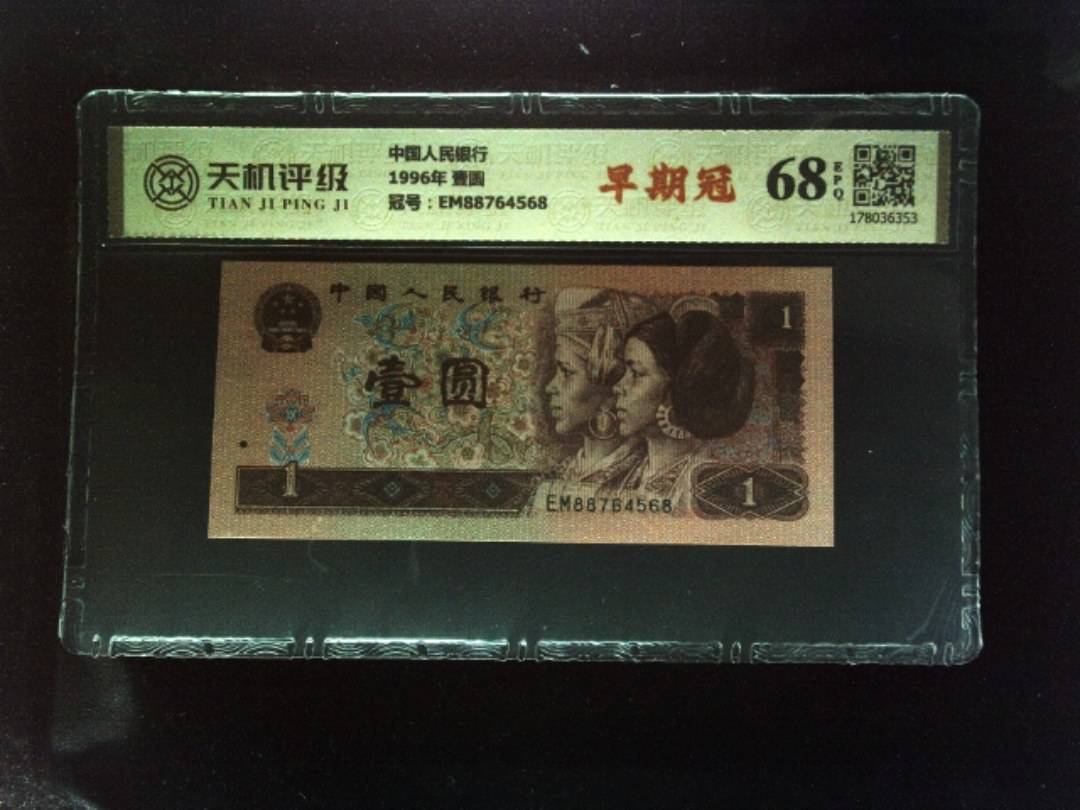 天机评级
TIAN JI PING JI
中国人民银行
1996年 壹圆
冠号：EM88764568
早期冠
68
EPQ
178036353
中国人民银行
1
壹圆
1
EM88764568
1